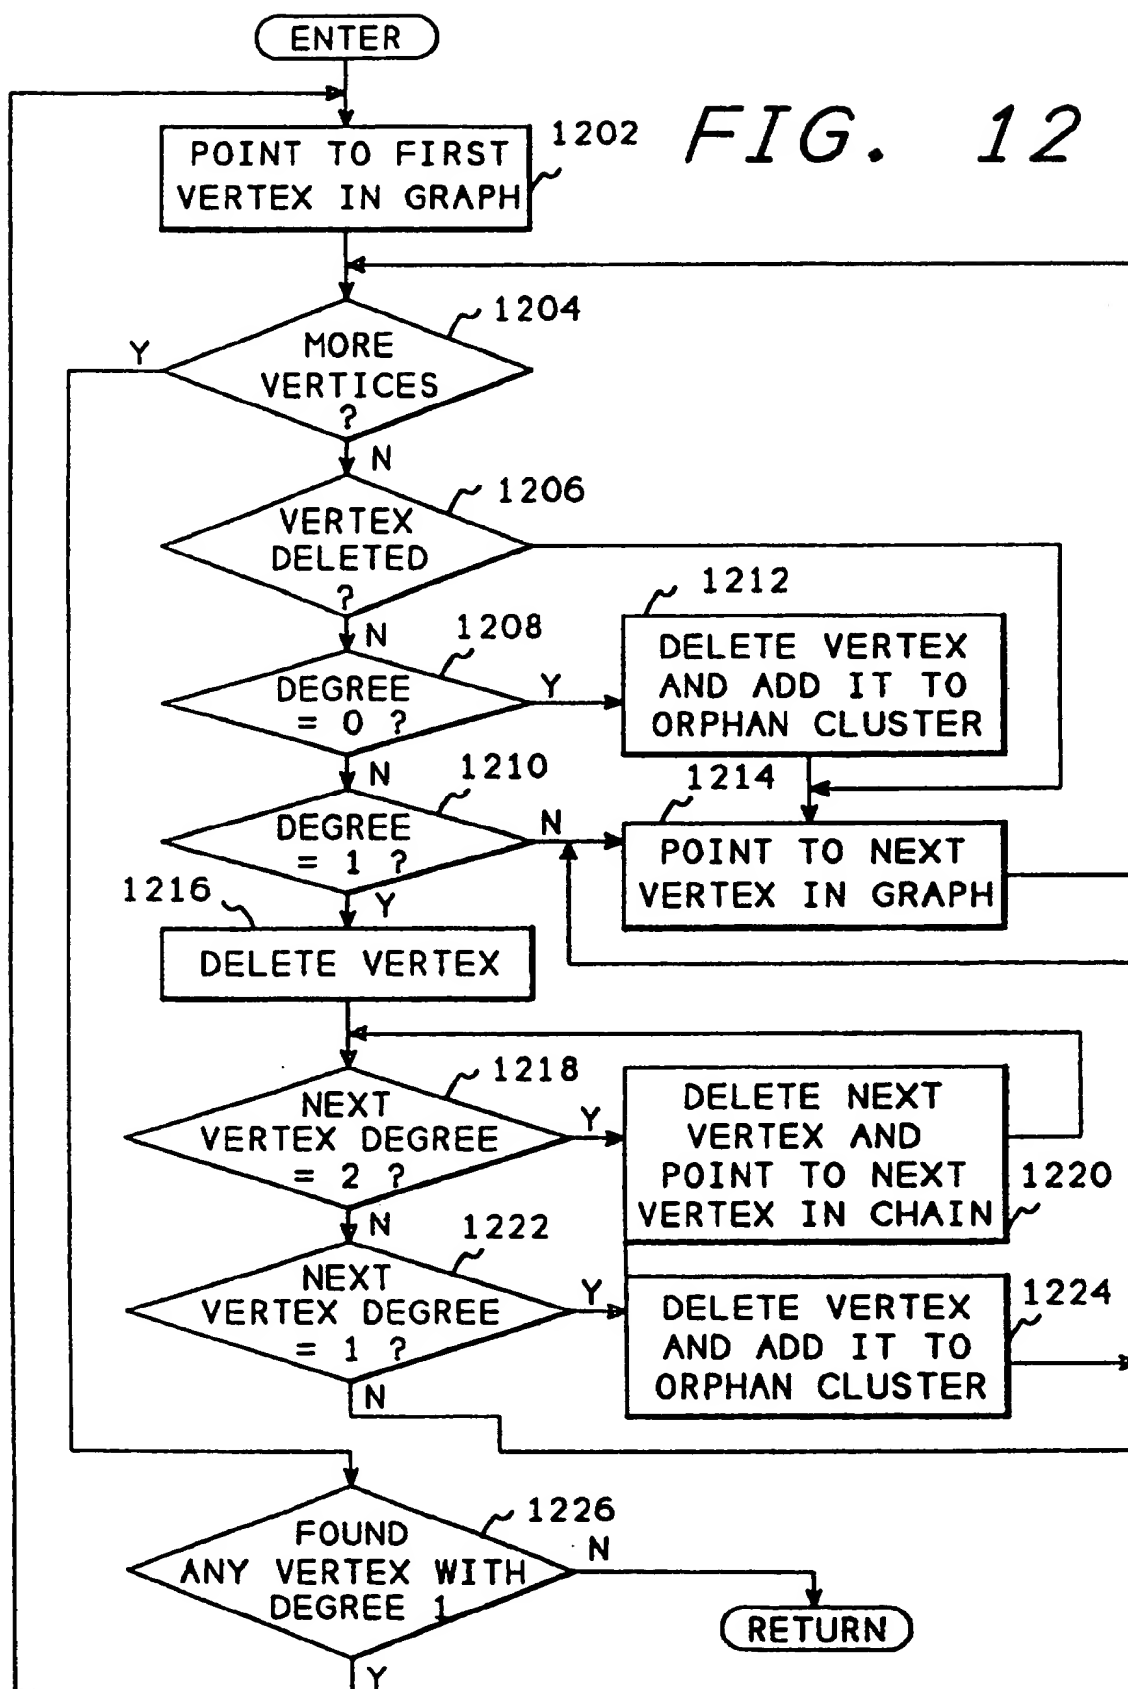 ENTER
FIG. 12
1202
POINT TO FIRST
VERTEX IN GRAPH
1204
MORE
VERTICES
?
Y
N
1206
VERTEX
DELETED
?
N
1208
DEGREE
= 0 ?
Y
1212
DELETE VERTEX
AND ADD IT TO
ORPHAN CLUSTER
N
1210
DEGREE
= 1 ?
N
1214
POINT TO NEXT
VERTEX IN GRAPH
Y
1216
DELETE VERTEX
1218
NEXT
VERTEX DEGREE
= 2 ?
Y
DELETE NEXT
VERTEX AND
POINT TO NEXT
VERTEX IN CHAIN
1220
N
1222
NEXT
VERTEX DEGREE
= 1 ?
Y
DELETE VERTEX
AND ADD IT TO
ORPHAN CLUSTER
1224
N
1226
FOUND
ANY VERTEX WITH
DEGREE 1
N
RETURN
Y